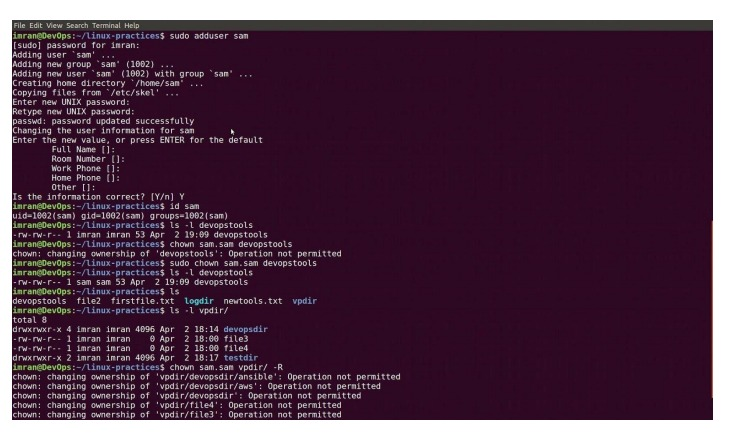 File Edit View Search Terminal Help
imran@DevOps:~/linux-practices$ sudo adduser sam
[sudo] password for imran:
Adding user `sam' ...
Adding new group `sam' (1002) ...
Adding new user `sam' (1002) with group `sam' ...
Creating home directory `/home/sam' ...
Copying files from `/etc/skel' ...
Enter new UNIX password:
Retype new UNIX password:
passwd: password updated successfully
Changing the user information for sam
Enter the new value, or press ENTER for the default
Full Name []:
Room Number []:
Work Phone []:
Home Phone []:
Other []:
Is the information correct? [Y/n] Y
imran@DevOps:~/linux-practices$ id sam
uid=1002(sam) gid=1002(sam) groups=1002(sam)
imran@DevOps:~/linux-practices$ ls -l devopstools
-rw-rw-r-- 1 imran imran 53 Apr  2 19:09 devopstools
imran@DevOps:~/linux-practices$ chown sam.sam devopstools
chown: changing ownership of 'devopstools': Operation not permitted
imran@DevOps:~/linux-practices$ sudo chown sam.sam devopstools
imran@DevOps:~/linux-practices$ ls -l devopstools
-rw-rw-r-- 1 sam sam 53 Apr  2 19:09 devopstools
imran@DevOps:~/linux-practices$ ls
devopstools  file2  firstfile.txt  logdir  newtools.txt  vpdir
imran@DevOps:~/linux-practices$ ls -l vpdir/
total 8
drwxrwxr-x 4 imran imran 4096 Apr  2 18:14 devopsdir
-rw-rw-r-- 1 imran imran    0 Apr  2 18:00 file3
-rw-rw-r-- 1 imran imran    0 Apr  2 18:00 file4
drwxrwxr-x 2 imran imran 4096 Apr  2 18:17 testdir
imran@DevOps:~/linux-practices$ chown sam.sam vpdir/ -R
chown: changing ownership of 'vpdir/devopsdir/ansible': Operation not permitted
chown: changing ownership of 'vpdir/devopsdir/aws': Operation not permitted
chown: changing ownership of 'vpdir/devopsdir': Operation not permitted
chown: changing ownership of 'vpdir/file4': Operation not permitted
chown: changing ownership of 'vpdir/file3': Operation not permitted